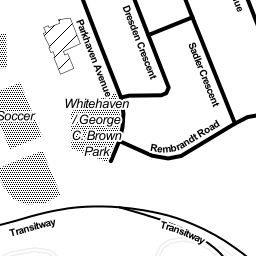 Parkhaven Avenue
Dresden Crescent
Sadler Crescent
Whitehaven
/ George
C. Brown
Park
Soccer
Rembrandt Road
Transitway
Transitway